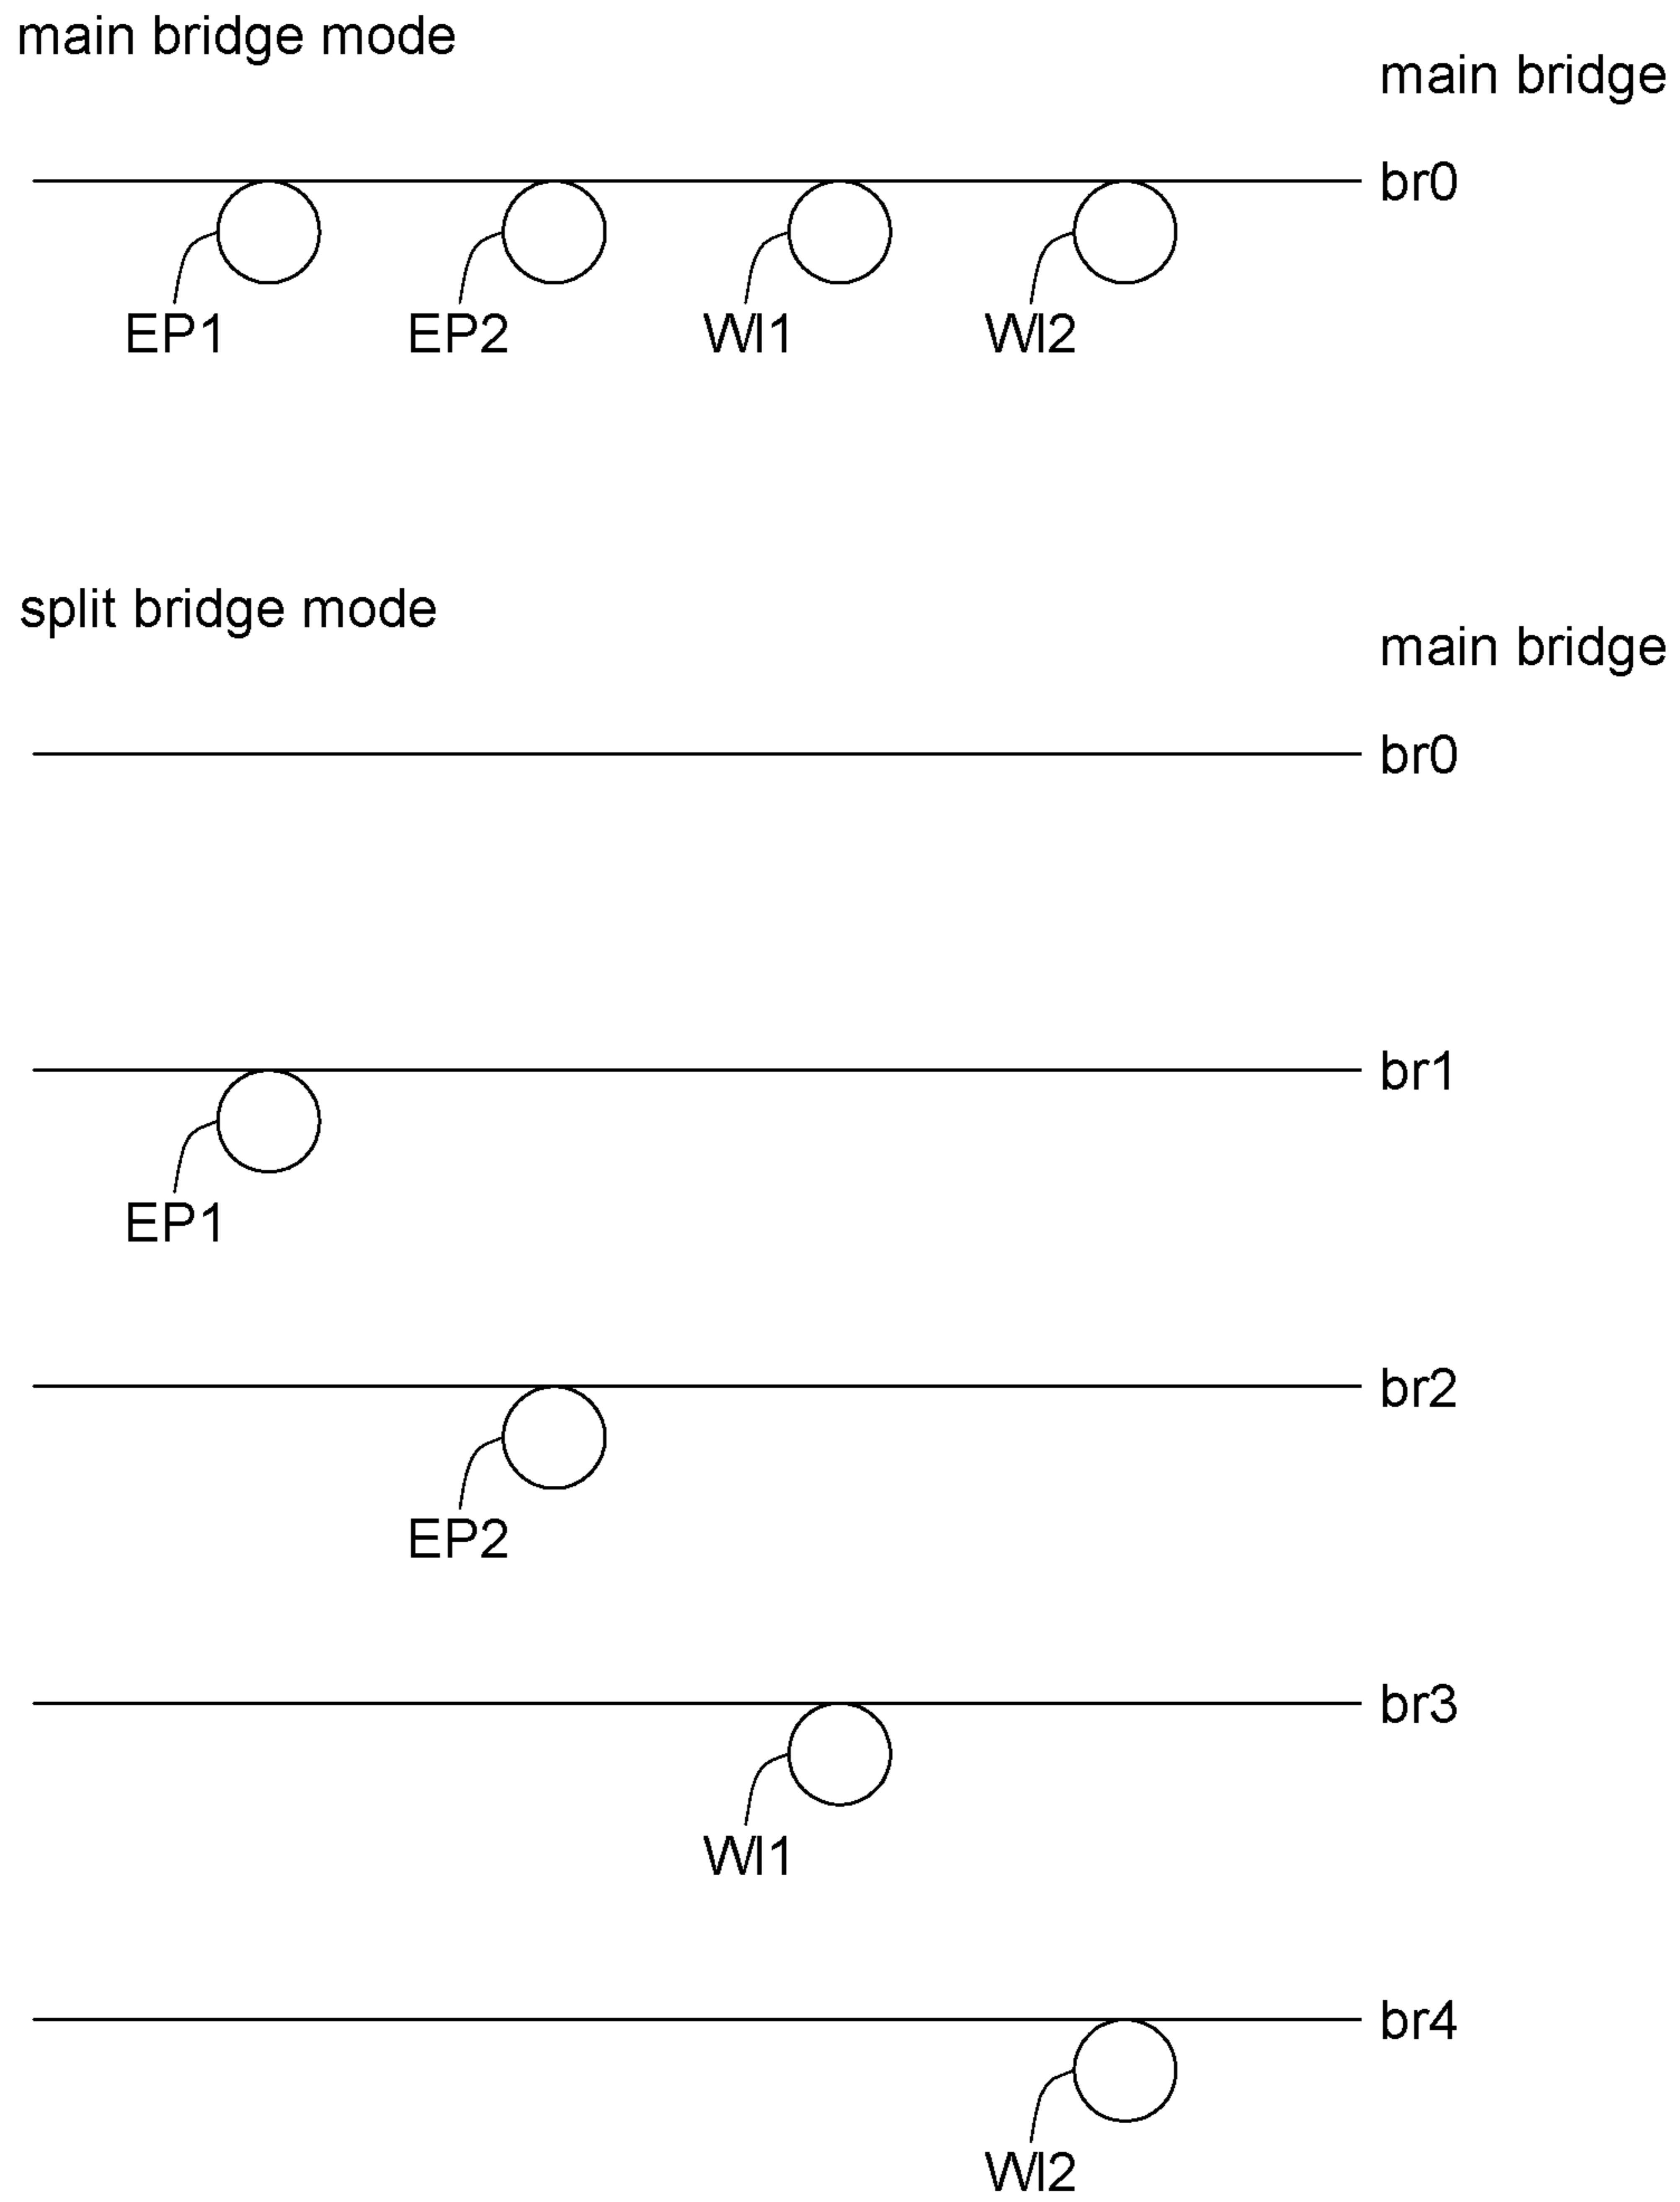 main bridge mode
main bridge
br0
EP1 EP2 WI1 WI2
split bridge mode
main bridge
br0
br1
EP1
br2
EP2
br3
WI1
br4
WI2